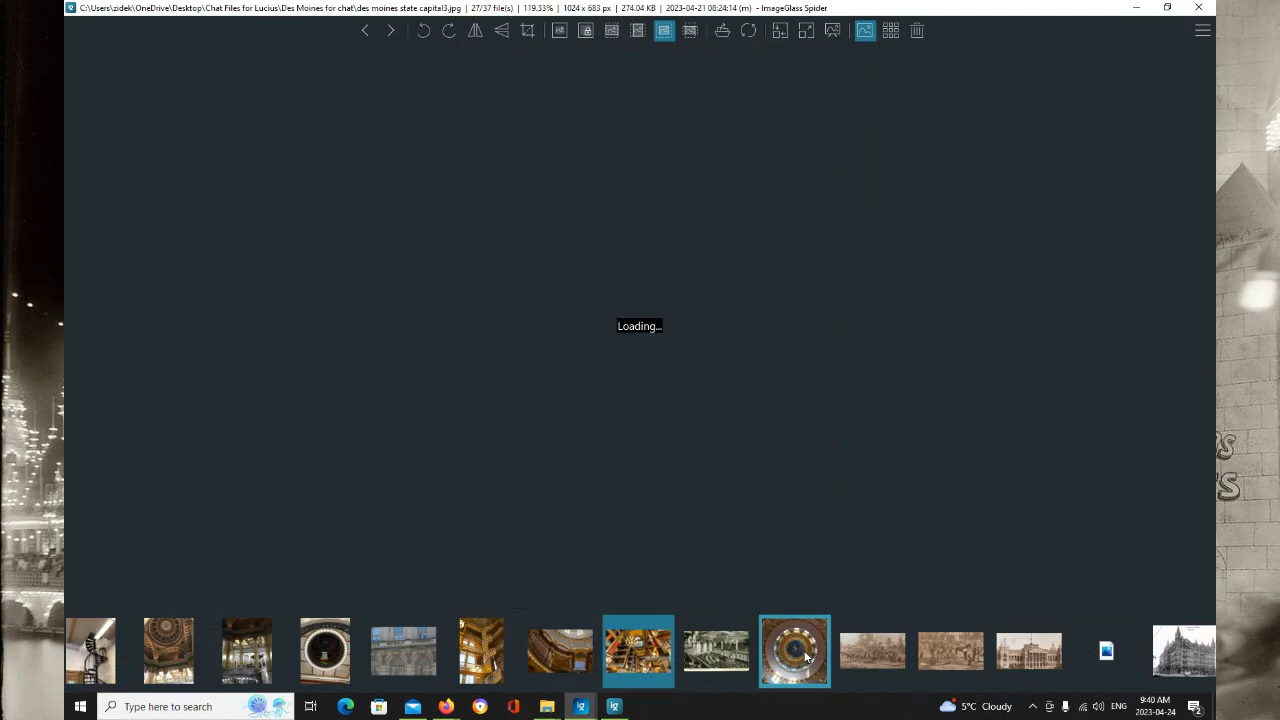 C:\Users\zidek\OneDrive\Desktop\Chat Files for Lucius\Des Moines for chat\des moines state capital3.jpg | 27/37 file(s) | 119.33% | 1024 x 683 px | 274.04 KB | 2023-04-21 08:24:14 (m) - ImageGlass Spider
Loading...
Type here to search
5°C Cloudy
ENG
9:40 AM
2023-04-24
2